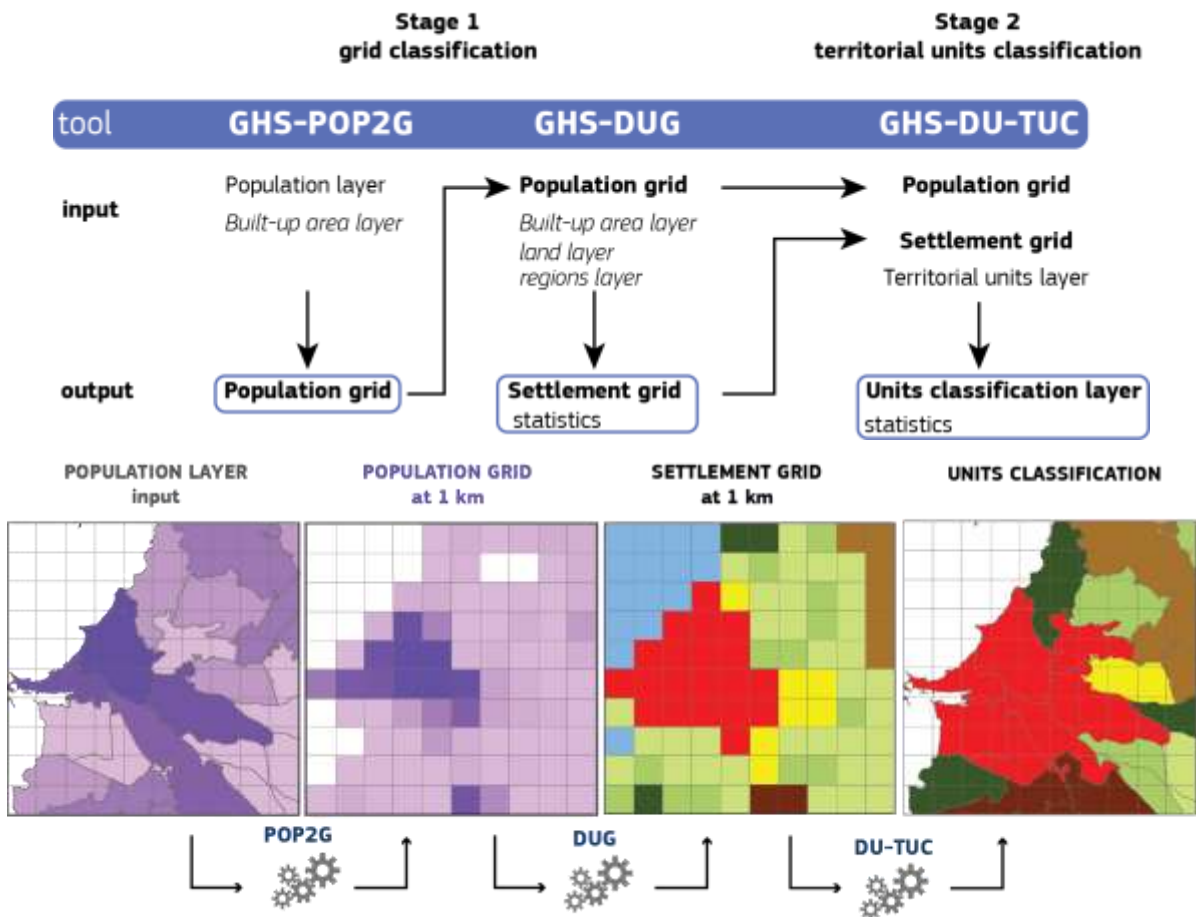 Stage 1
grid classification
Stage 2
territorial units classification
tool GHS-POP2G GHS-DUG GHS-DU-TUC
input
Population layer
Built-up area layer
Population grid
Built-up area layer
land layer
regions layer
Population grid
Settlement grid
Territorial units layer
output
Population grid
Settlement grid
statistics
Units classification layer
statistics
POPULATION LAYER
input
POPULATION GRID
at 1 km
SETTLEMENT GRID
at 1 km
UNITS CLASSIFICATION
POP2G
DUG
DU-TUC